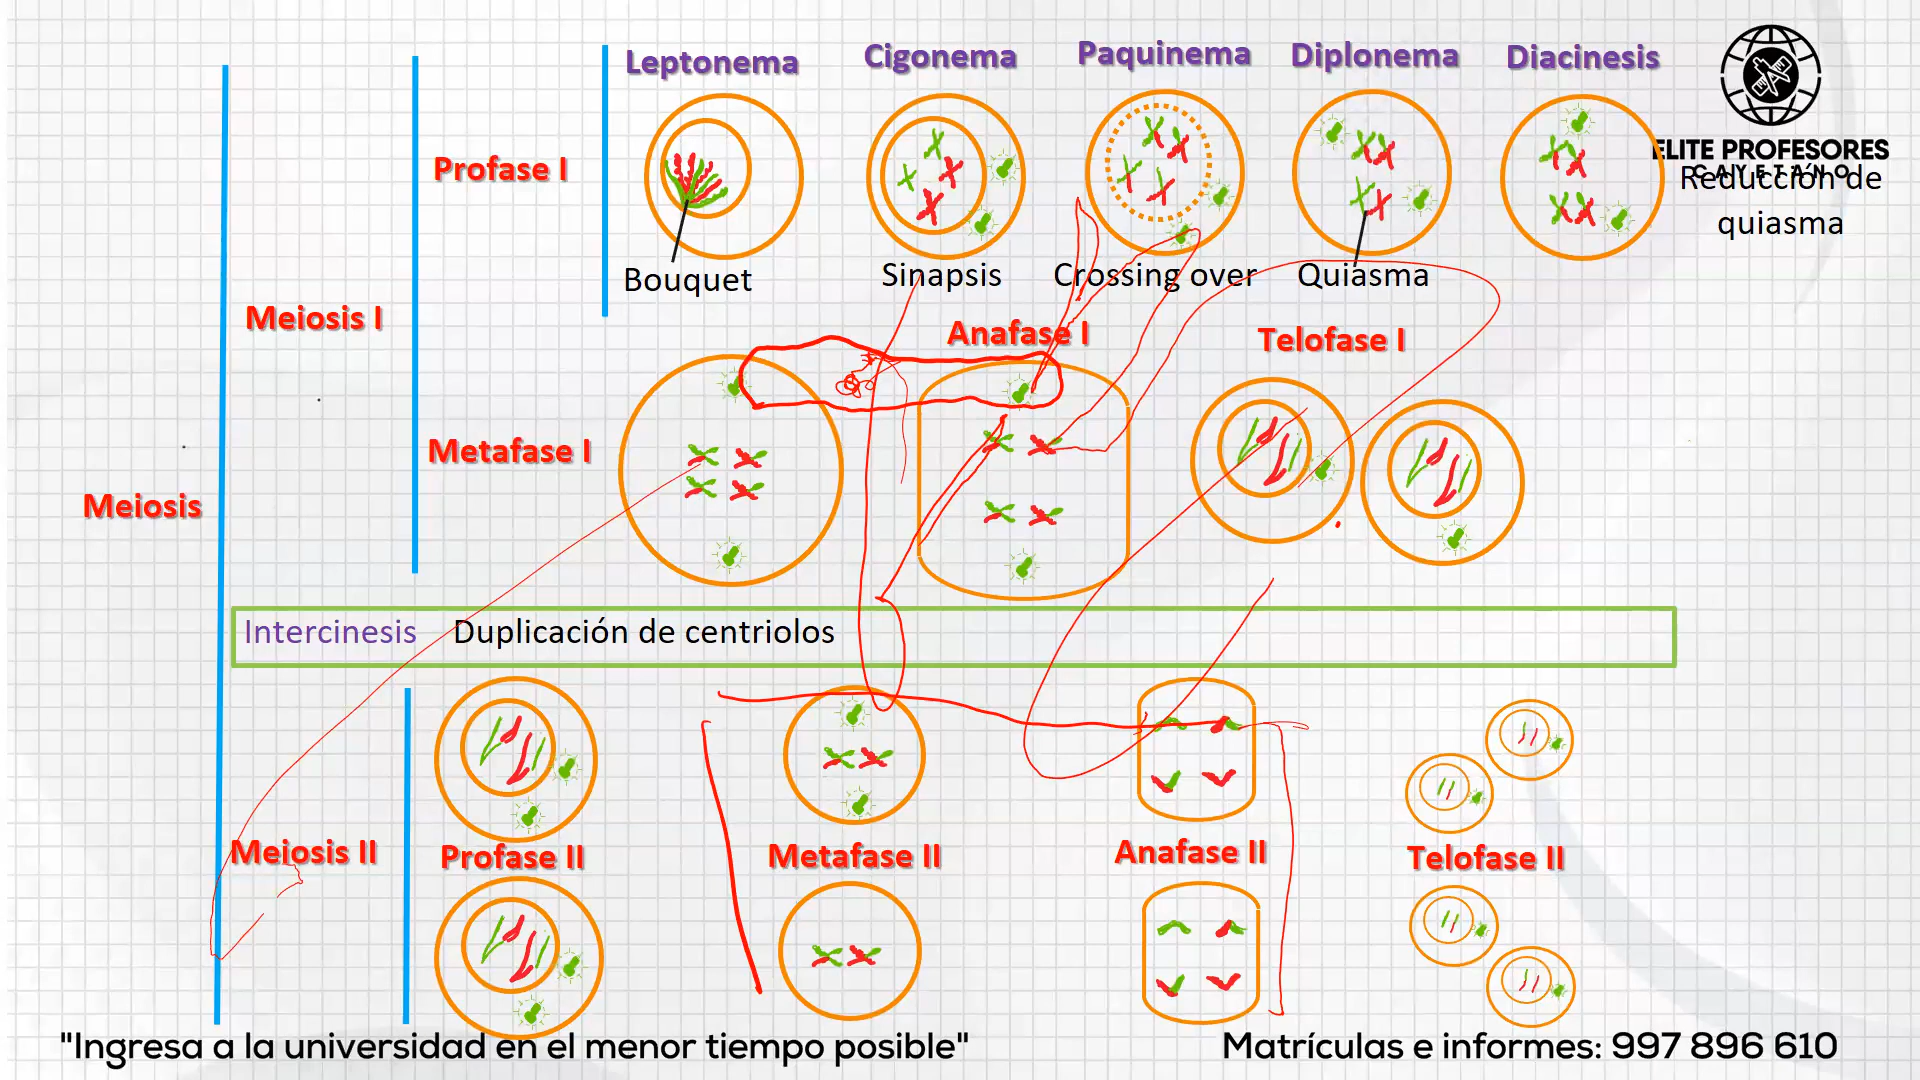 Leptonema
Cigonema
Paquinema
Diplonema
Diacinesis
ELITE PROFESORES
CAYETANO
Profase I
Reducción de
quiasma
Bouquet
Sinapsis
Crossing over
Quiasma
Meiosis I
Anafase I
Telofase I
Metafase I
Meiosis
Intercinesis
Duplicación de centriolos
Meiosis II
Profase II
Metafase II
Anafase II
Telofase II
"Ingresa a la universidad en el menor tiempo posible"
Matrículas e informes: 997 896 610